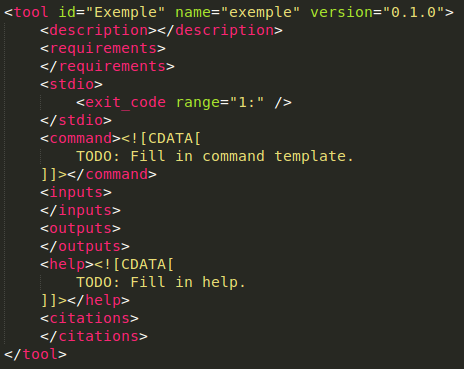 <tool id="Exemple" name="exemple" version="0.1.0">
    <description></description>
    <requirements>
    </requirements>
    <stdio>
        <exit_code range="1:" />
    </stdio>
    <command><![CDATA[
        TODO: Fill in command template.
    ]]></command>
    <inputs>
    </inputs>
    <outputs>
    </outputs>
    <help><![CDATA[
        TODO: Fill in help.
    ]]></help>
    <citations>
    </citations>
</tool>